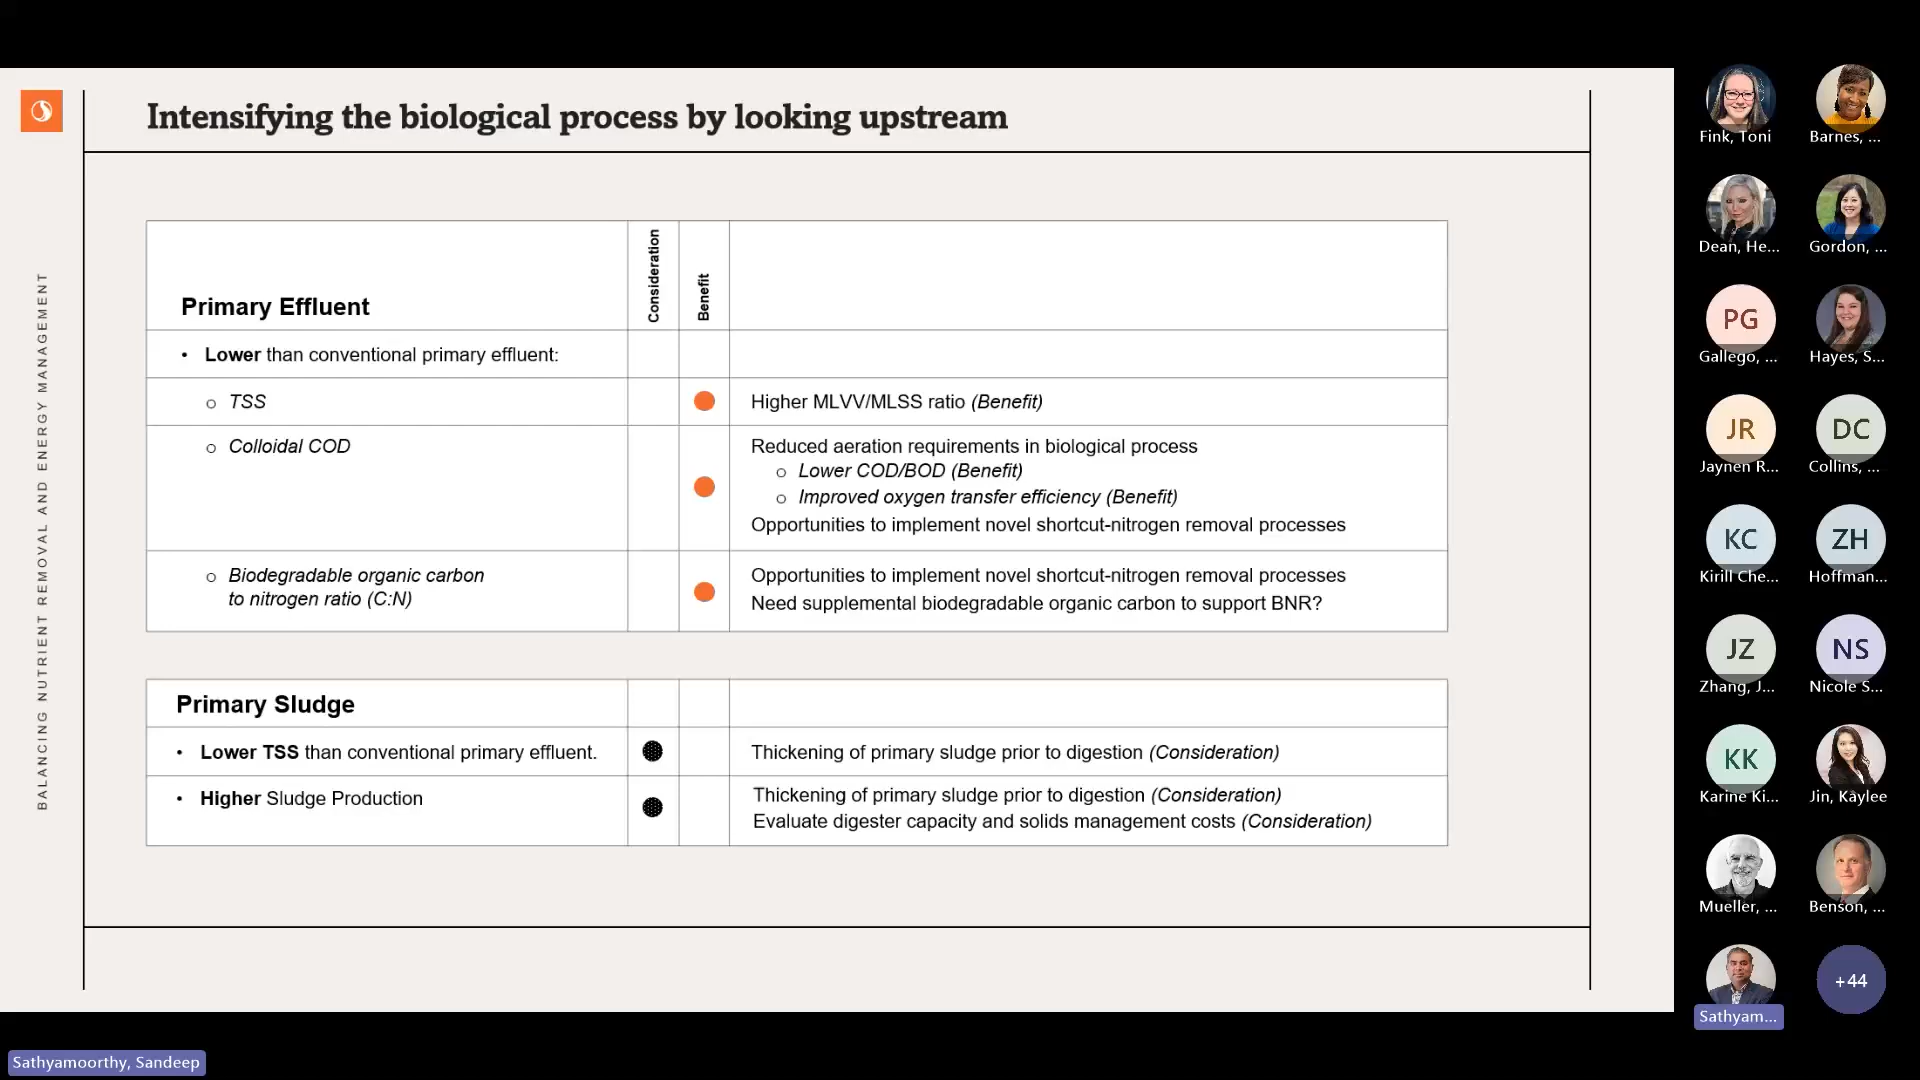 Intensifying the biological process by looking upstream
BALANCING NUTRIENT REMOVAL AND ENERGY MANAGEMENT
Primary Effluent
Consideration
Benefit
• Lower than conventional primary effluent:
o TSS
Higher MLVV/MLSS ratio (Benefit)
o Colloidal COD
Reduced aeration requirements in biological process
o Lower COD/BOD (Benefit)
o Improved oxygen transfer efficiency (Benefit)
Opportunities to implement novel shortcut-nitrogen removal processes
o Biodegradable organic carbon
to nitrogen ratio (C:N)
Opportunities to implement novel shortcut-nitrogen removal processes
Need supplemental biodegradable organic carbon to support BNR?
Primary Sludge
• Lower TSS than conventional primary effluent.
Thickening of primary sludge prior to digestion (Consideration)
• Higher Sludge Production
Thickening of primary sludge prior to digestion (Consideration)
Evaluate digester capacity and solids management costs (Consideration)
Fink, Toni
Barnes, ...
Dean, He...
Gordon, ...
PG
Gallego, ...
Hayes, S...
JR
Jaynen R...
DC
Collins, ...
KC
Kirill Che...
ZH
Hoffman...
JZ
Zhang, J...
NS
Nicole S...
KK
Karine Ki...
Jin, Kaylee
Mueller, ...
Benson, ...
Sathyam...
+44
Sathyamoorthy, Sandeep